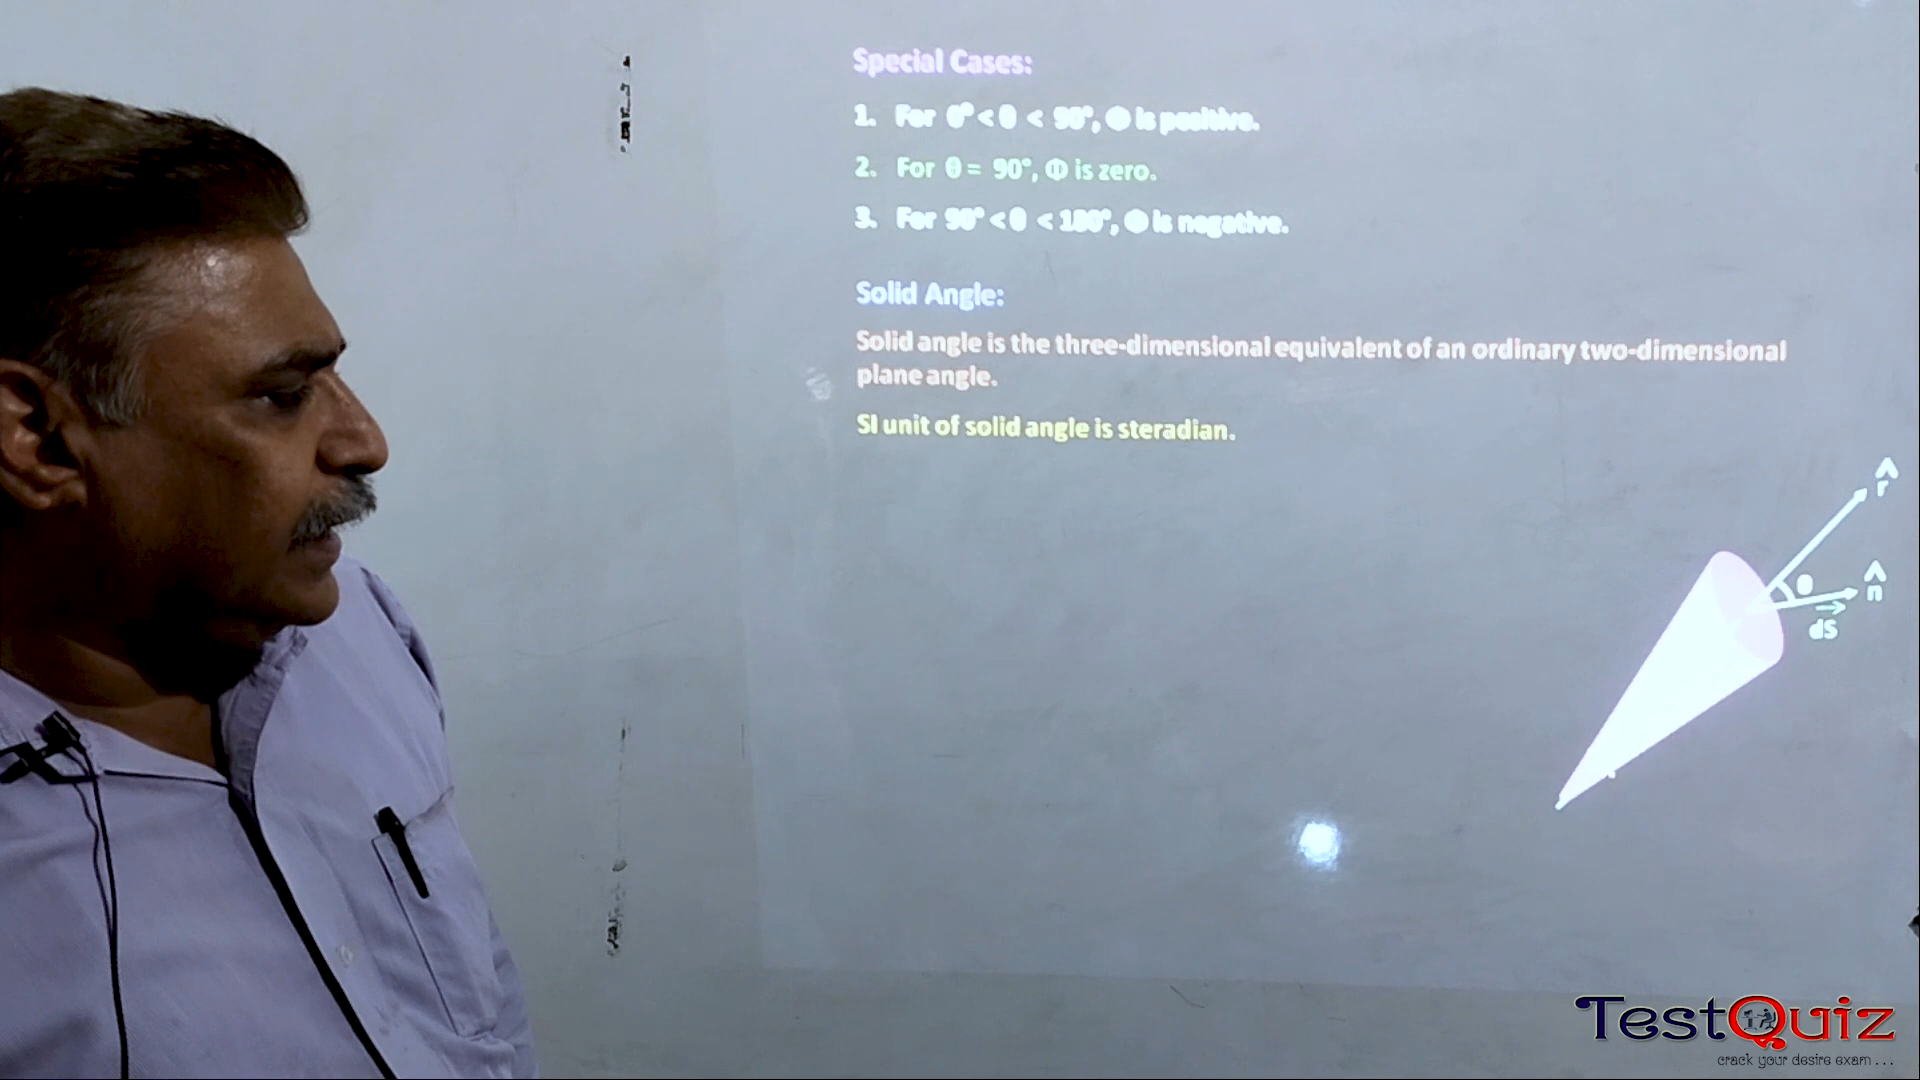 Special Cases:
1. For 0° < θ < 90°, Φ is positive.
2. For θ = 90°, Φ is zero.
3. For 90° < θ < 180°, Φ is negative.
Solid Angle:
Solid angle is the three-dimensional equivalent of an ordinary two-dimensional
plane angle.
SI unit of solid angle is steradian.
r̂
θ
n̂
dS⃗
TestQuiz
crack your desire exam...